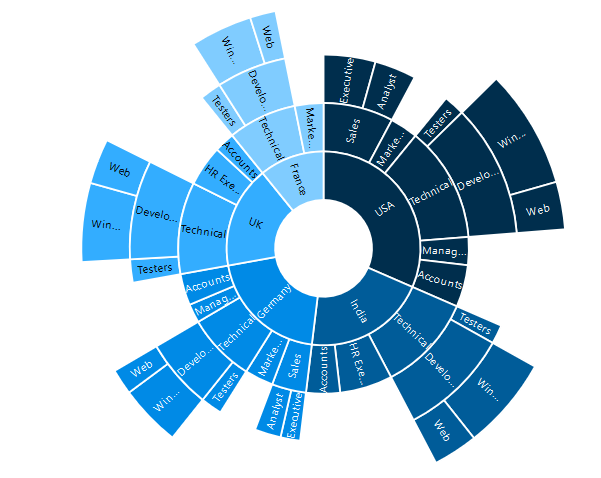 USA
Sales
Executive
Analyst
Marke...
Technical
Testers
Develo...
Win...
Web
Manag...
Accounts
India
Technical
Testers
Develo...
Win...
Web
HR Exe...
Accounts
Germany
Sales
Executive
Analyst
Marke...
Technical
Testers
Develo...
Win...
Web
Manag...
Accounts
UK
Technical
Testers
Develo...
Win...
Web
HR Exe...
Accounts
France
Technical
Testers
Develo...
Win...
Web
Marke...